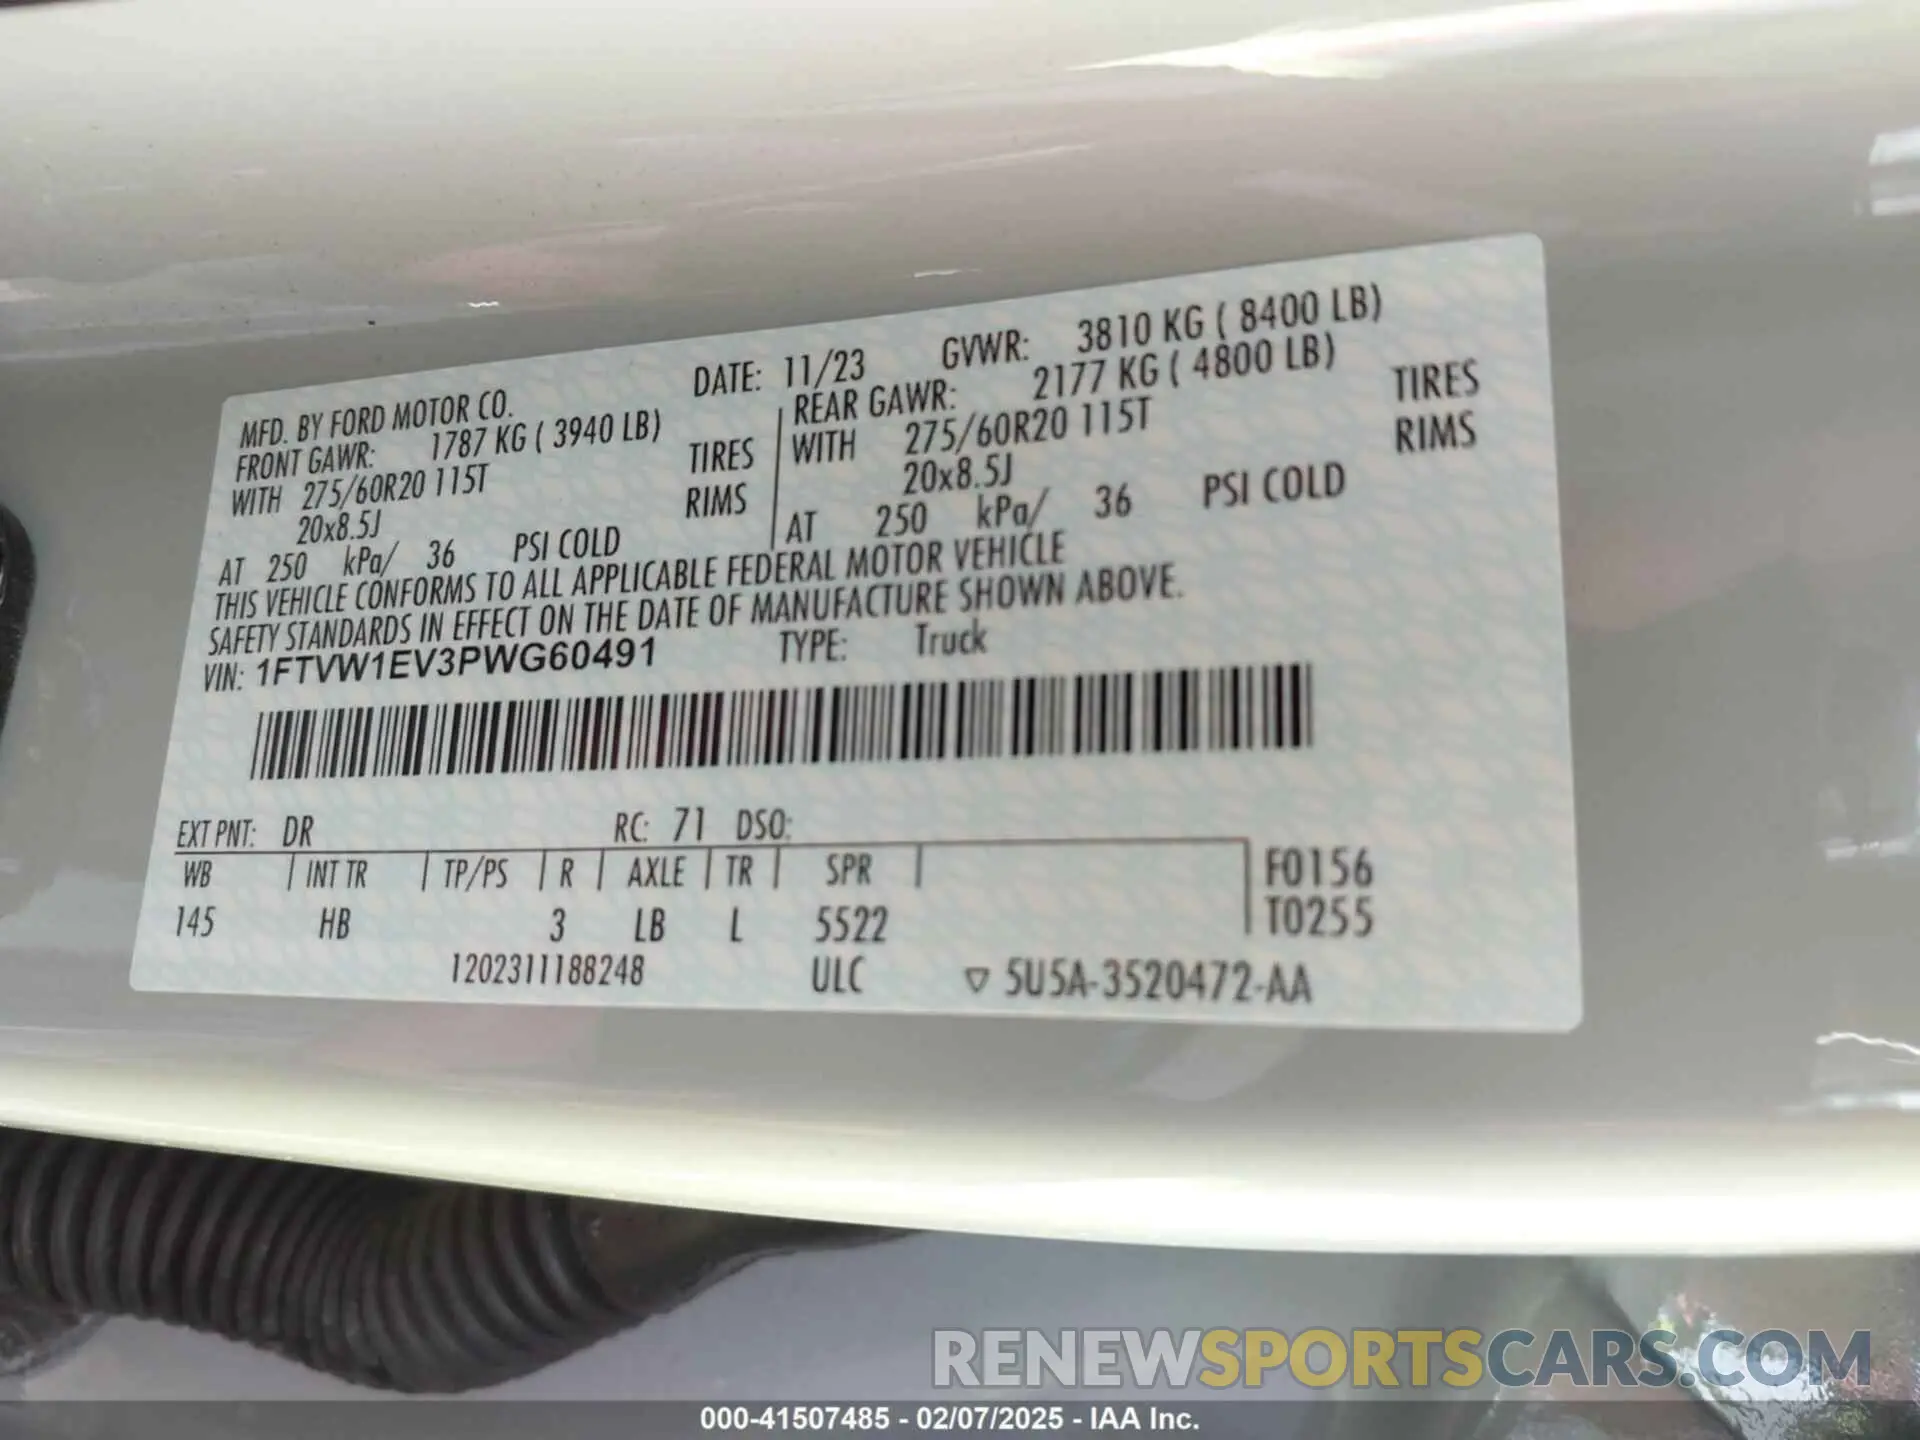 MFD. BY FORD MOTOR CO.
DATE: 11/23 GVWR: 3810 KG ( 8400 LB)
FRONT GAWR: 1787 KG ( 3940 LB)
WITH 275/60R20 115T TIRES
20x8.5J RIMS
AT 250 kPa/ 36 PSI COLD
REAR GAWR: 2177 KG ( 4800 LB)
WITH 275/60R20 115T TIRES
20x8.5J RIMS
AT 250 kPa/ 36 PSI COLD
THIS VEHICLE CONFORMS TO ALL APPLICABLE FEDERAL MOTOR VEHICLE
SAFETY STANDARDS IN EFFECT ON THE DATE OF MANUFACTURE SHOWN ABOVE.
VIN: 1FTVW1EV3PWG60491 TYPE: Truck
EXT PNT: DR RC: 71 DSO:
WB INT TR TP/PS R AXLE TR SPR F0156
145 HB 3 LB L 5522 T0255
1202311188248 ULC ▽ 5U5A-3520472-AA
RENEWSPORTSCARS.COM
000-41507485 - 02/07/2025 - IAA Inc.